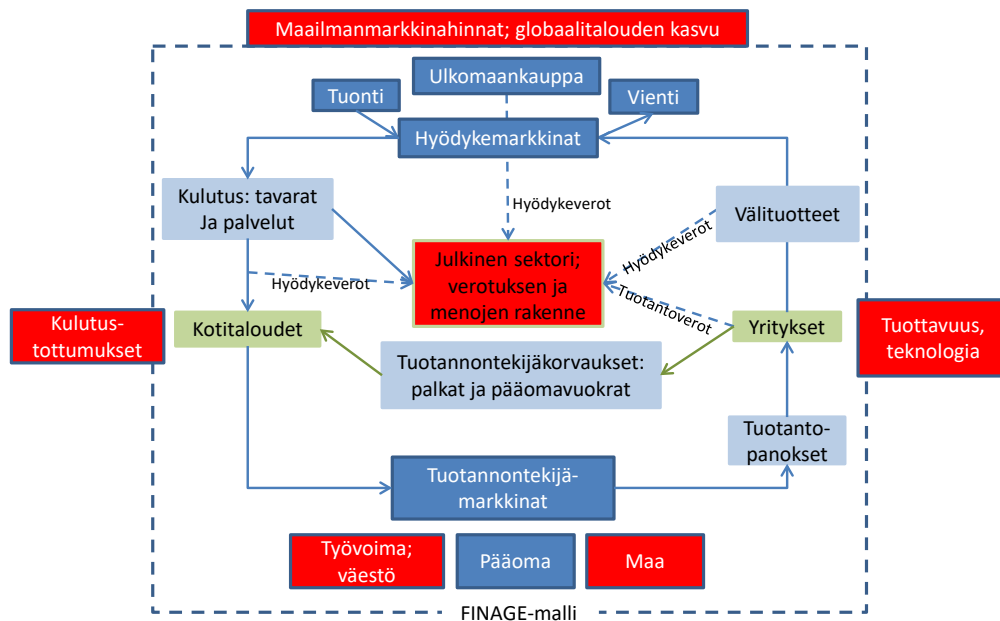 Maailmanmarkkinahinnat; globaalitalouden kasvu
Ulkomaankauppa
Tuonti
Vienti
Hyödykemarkkinat
Kulutus: tavarat
Ja palvelut
Hyödykeverot
Välituotteet
Hyödykeverot
Julkinen sektori;
verotuksen ja
menojen rakenne
Hyödykeverot
Tuotantoverot
Kulutus-
tottumukset
Kotitaloudet
Yritykset
Tuottavuus,
teknologia
Tuotannontekijäkorvaukset:
palkat ja pääomavuokrat
Tuotanto-
panokset
Tuotannontekijä-
markkinat
Työvoima;
väestö
Pääoma
Maa
FINAGE-malli